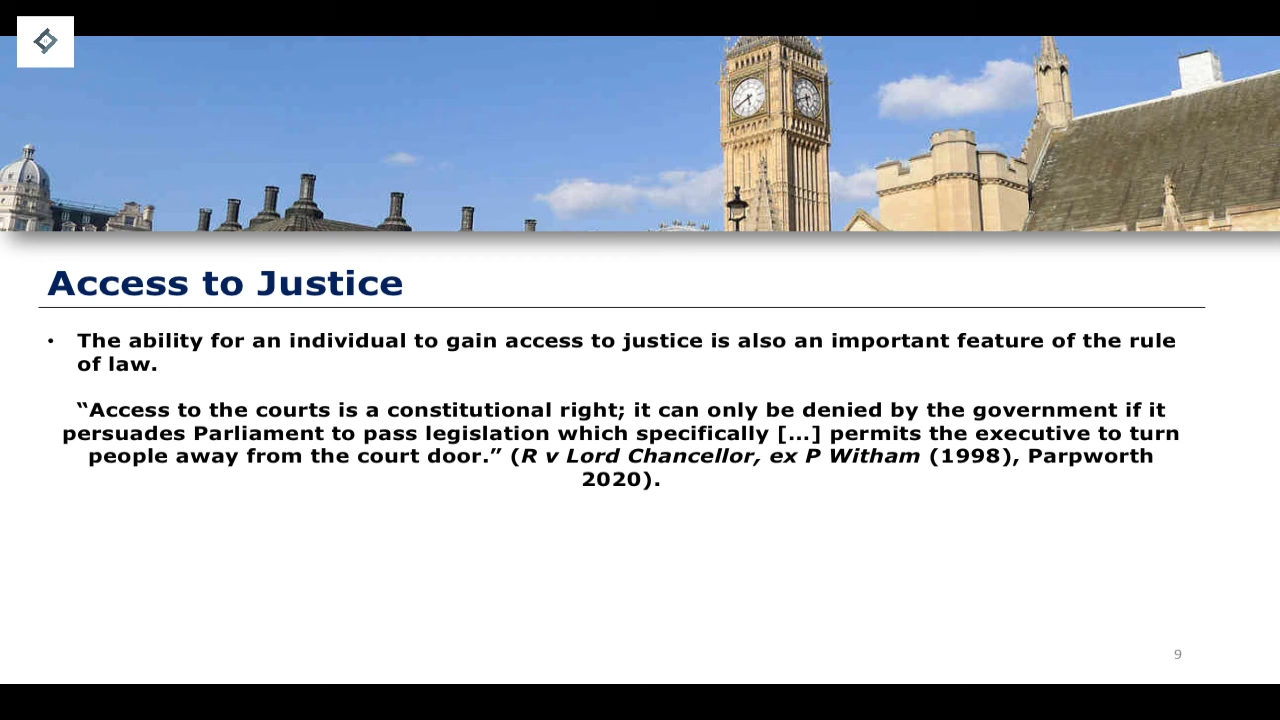 Access to Justice
• The ability for an individual to gain access to justice is also an important feature of the rule
of law.
“Access to the courts is a constitutional right; it can only be denied by the government if it
persuades Parliament to pass legislation which specifically [...] permits the executive to turn
people away from the court door.” (R v Lord Chancellor, ex P Witham (1998), Parpworth
2020).
9